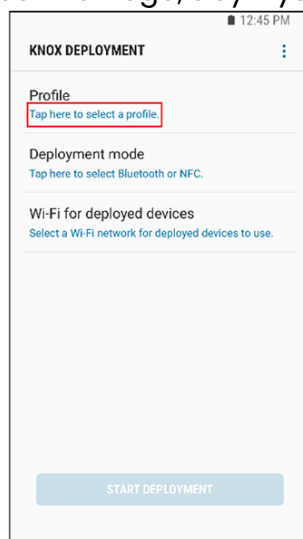 12:45 PM
KNOX DEPLOYMENT
Profile
Tap here to select a profile.
Deployment mode
Tap here to select Bluetooth or NFC.
Wi-Fi for deployed devices
Select a Wi-Fi network for deployed devices to use.
START DEPLOYMENT